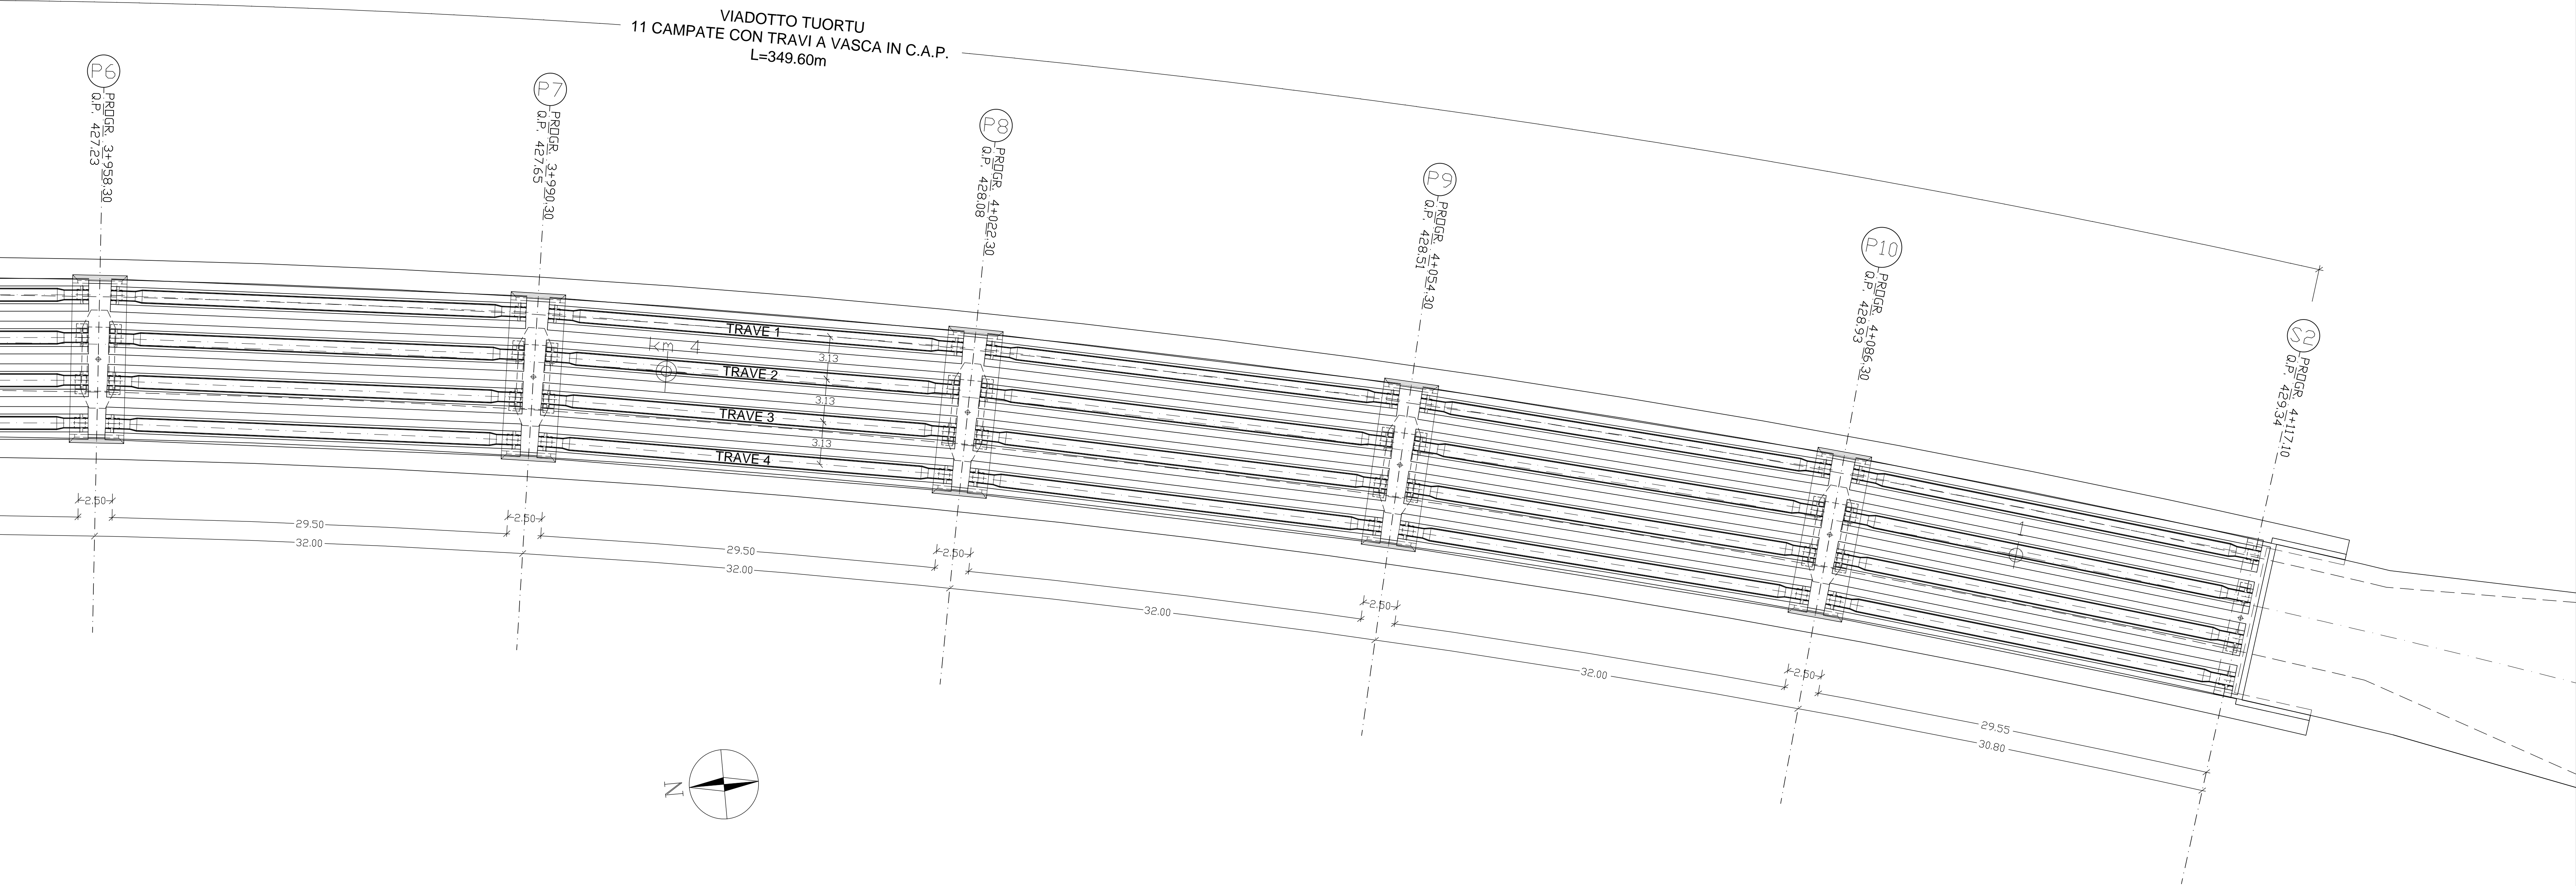 VIADOTTO TUORTU
11 CAMPATE CON TRAVI A VASCA IN C.A.P.
L=349.60m
P6
PROGR. 3+958.30
Q.P. 427.23
P7
PROGR. 3+990.30
Q.P. 427.65
P8
PROGR. 4+022.30
Q.P. 428.08
P9
PROGR. 4+054.30
Q.P. 428.51
P10
PROGR. 4+086.30
Q.P. 428.93
S2
PROGR. 4+117.10
Q.P. 429.34
TRAVE 1
3.13
km 4
TRAVE 2
3.13
TRAVE 3
3.13
TRAVE 4
1
2.50
29.50
32.00
2.50
29.50
32.00
2.50
32.00
2.50
32.00
2.50
29.55
30.80
N